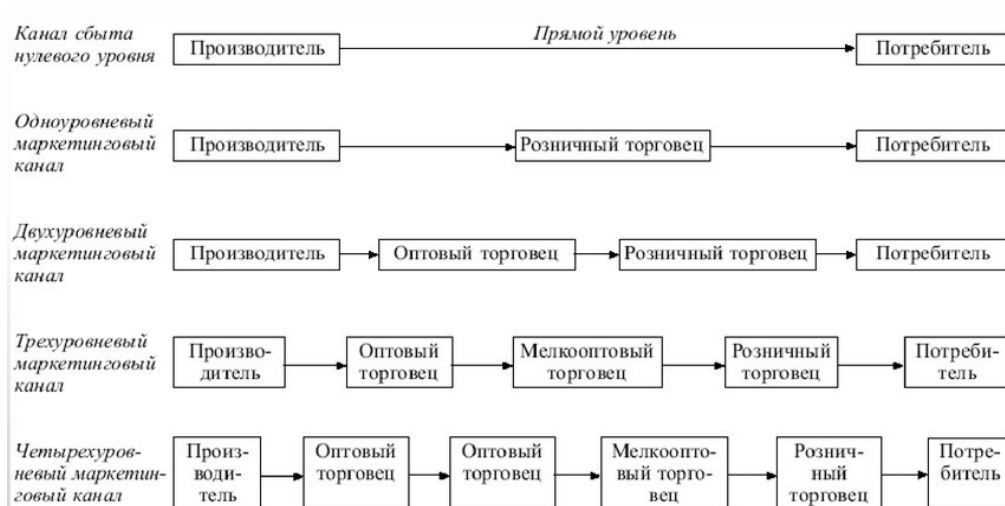 Канал сбыта
нулевого уровня
Производитель
Прямой уровень
Потребитель
Одноуровневый
маркетинговый
канал
Производитель
Розничный торговец
Потребитель
Двухуровневый
маркетинговый
канал
Производитель
Оптовый торговец
Розничный торговец
Потребитель
Трехуровневый
маркетинговый
канал
Произво-
дитель
Оптовый
торговец
Мелкооптовый
торговец
Розничный
торговец
Потреби-
тель
Четырехуров-
невый маркетин-
говый канал
Произ-
води-
тель
Оптовый
торговец
Оптовый
торговец
Мелкоопто-
вый торго-
вец
Рознич-
ный
торговец
Потре-
битель